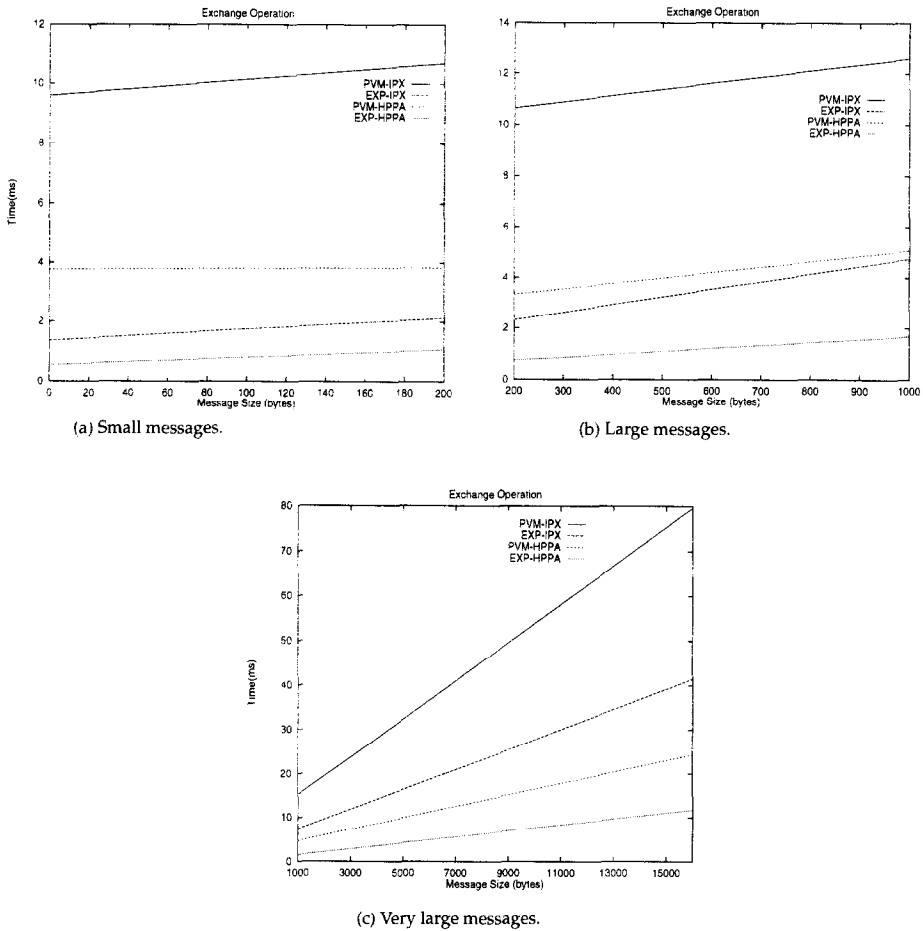 Exchange Operation
12
10
8
6
4
2
0
Time(ms)
PVM-IPX
EXP-IPX
PVM-HPPA
EXP-HPPA
0 20 40 60 80 100 120 140 160 180 200
Message Size (bytes)
(a) Small messages.
Exchange Operation
14
12
10
8
6
4
2
0
PVM-IPX
EXP-IPX
PVM-HPPA
EXP-HPPA
200 300 400 500 600 700 800 900 1000
Message Size (bytes)
(b) Large messages.
Exchange Operation
80
70
60
50
40
30
20
10
0
Time(ms)
PVM-IPX
EXP-IPX
PVM-HPPA
EXP-HPPA
1000 3000 5000 7000 9000 11000 13000 15000
Message Size (bytes)
(c) Very large messages.